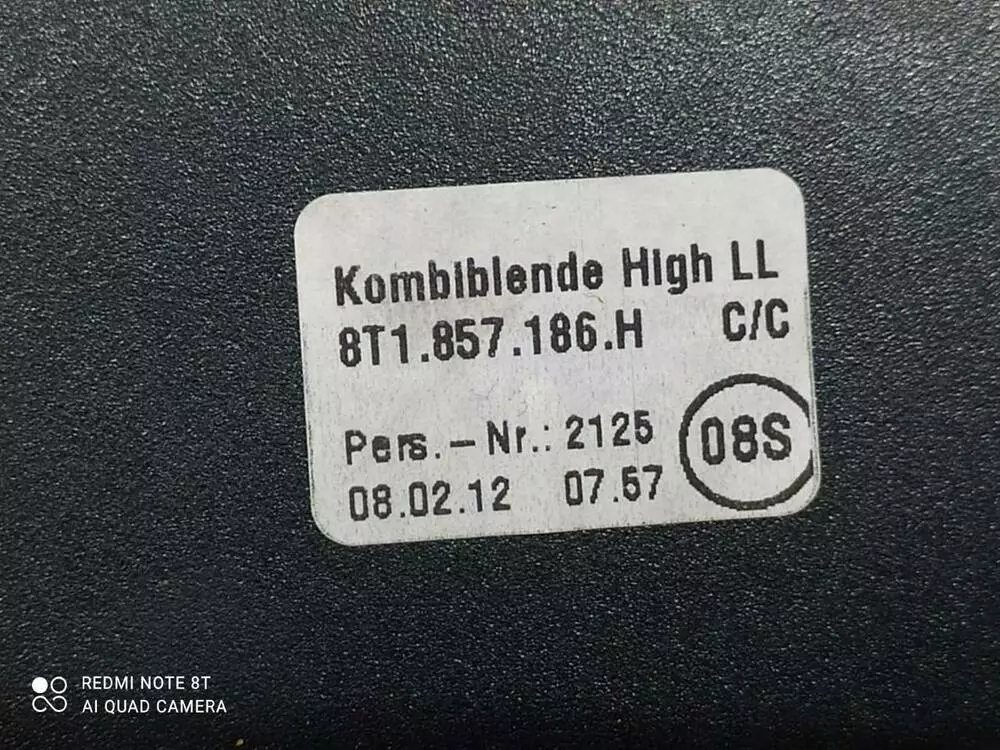 Kombiblende High LL
8T1.857.186.H C/C
Pers.-Nr.: 2125
08.02.12 07.57
08S
REDMI NOTE 8T
AI QUAD CAMERA